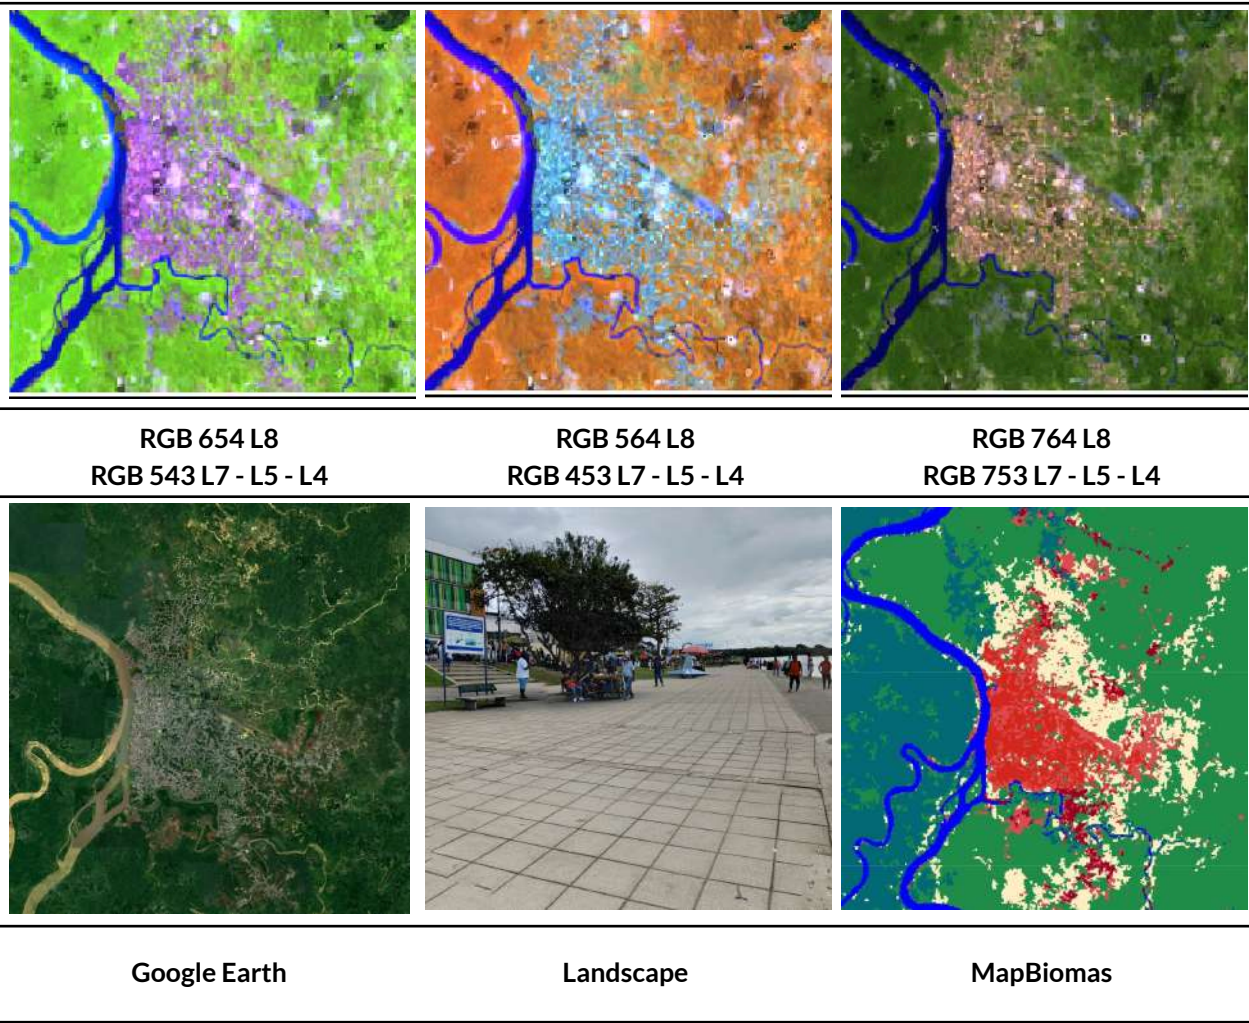 RGB 654 L8
RGB 543 L7 - L5 - L4
RGB 564 L8
RGB 453 L7 - L5 - L4
RGB 764 L8
RGB 753 L7 - L5 - L4
Google Earth
Landscape
MapBiomas